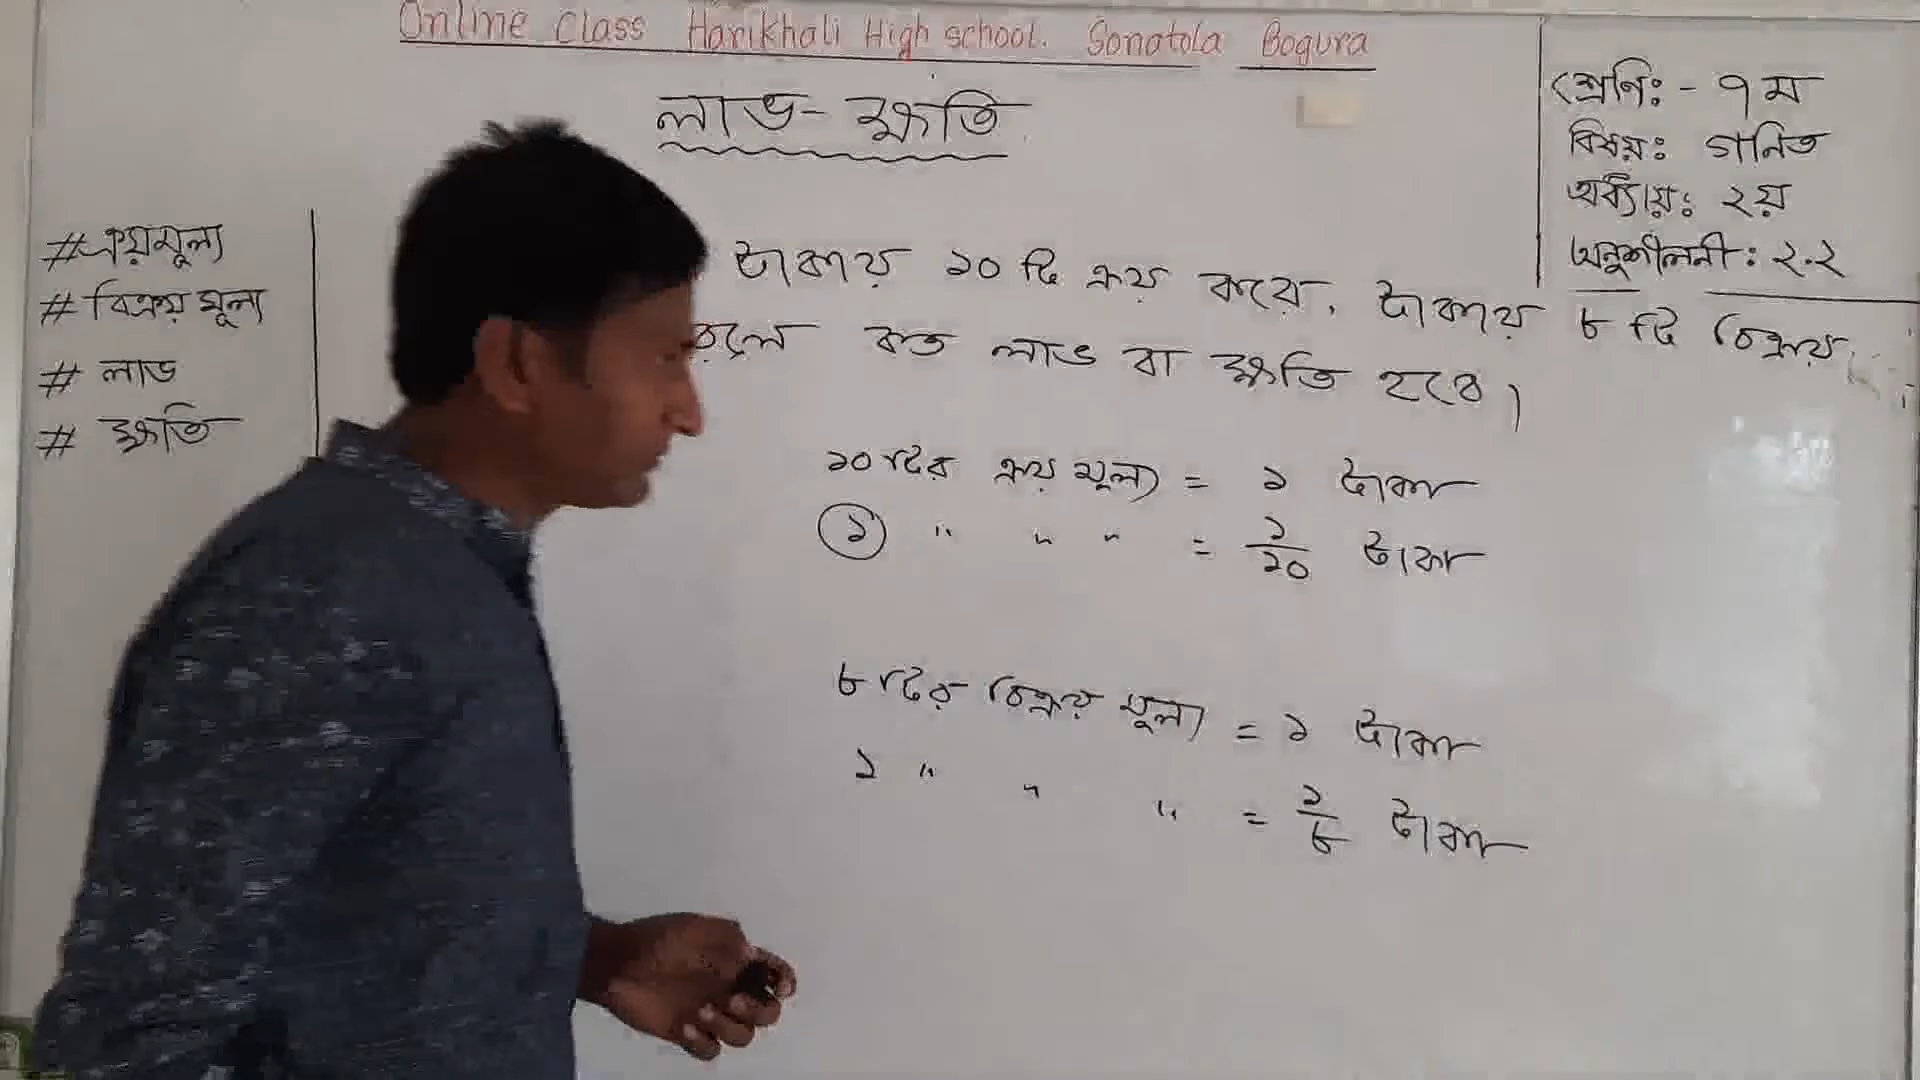 Online Class Harikhali High school. Sonatola Bogura
লাভ- ক্ষতি
শ্রেণিঃ - ৭ম
বিষয়ঃ গনিত
অধ্যায়ঃ ২য়
অনুশীলনী: ২.২
#ক্রয়মূল্য
# বিক্রয় মূল্য
# লাভ
# ক্ষতি
টাকায় ১০ টি ক্রয় করে, টাকায় ৮ টি বিক্রয়
রলে কত লাভ বা ক্ষতি হবে।
১০ টির ক্রয় মূল্য = ১ টাকা
১ " " " = ১/১০ টাকা
৮ টির বিক্রয় মূল্য = ১ টাকা
১ " " " = ১/৮ টাকা